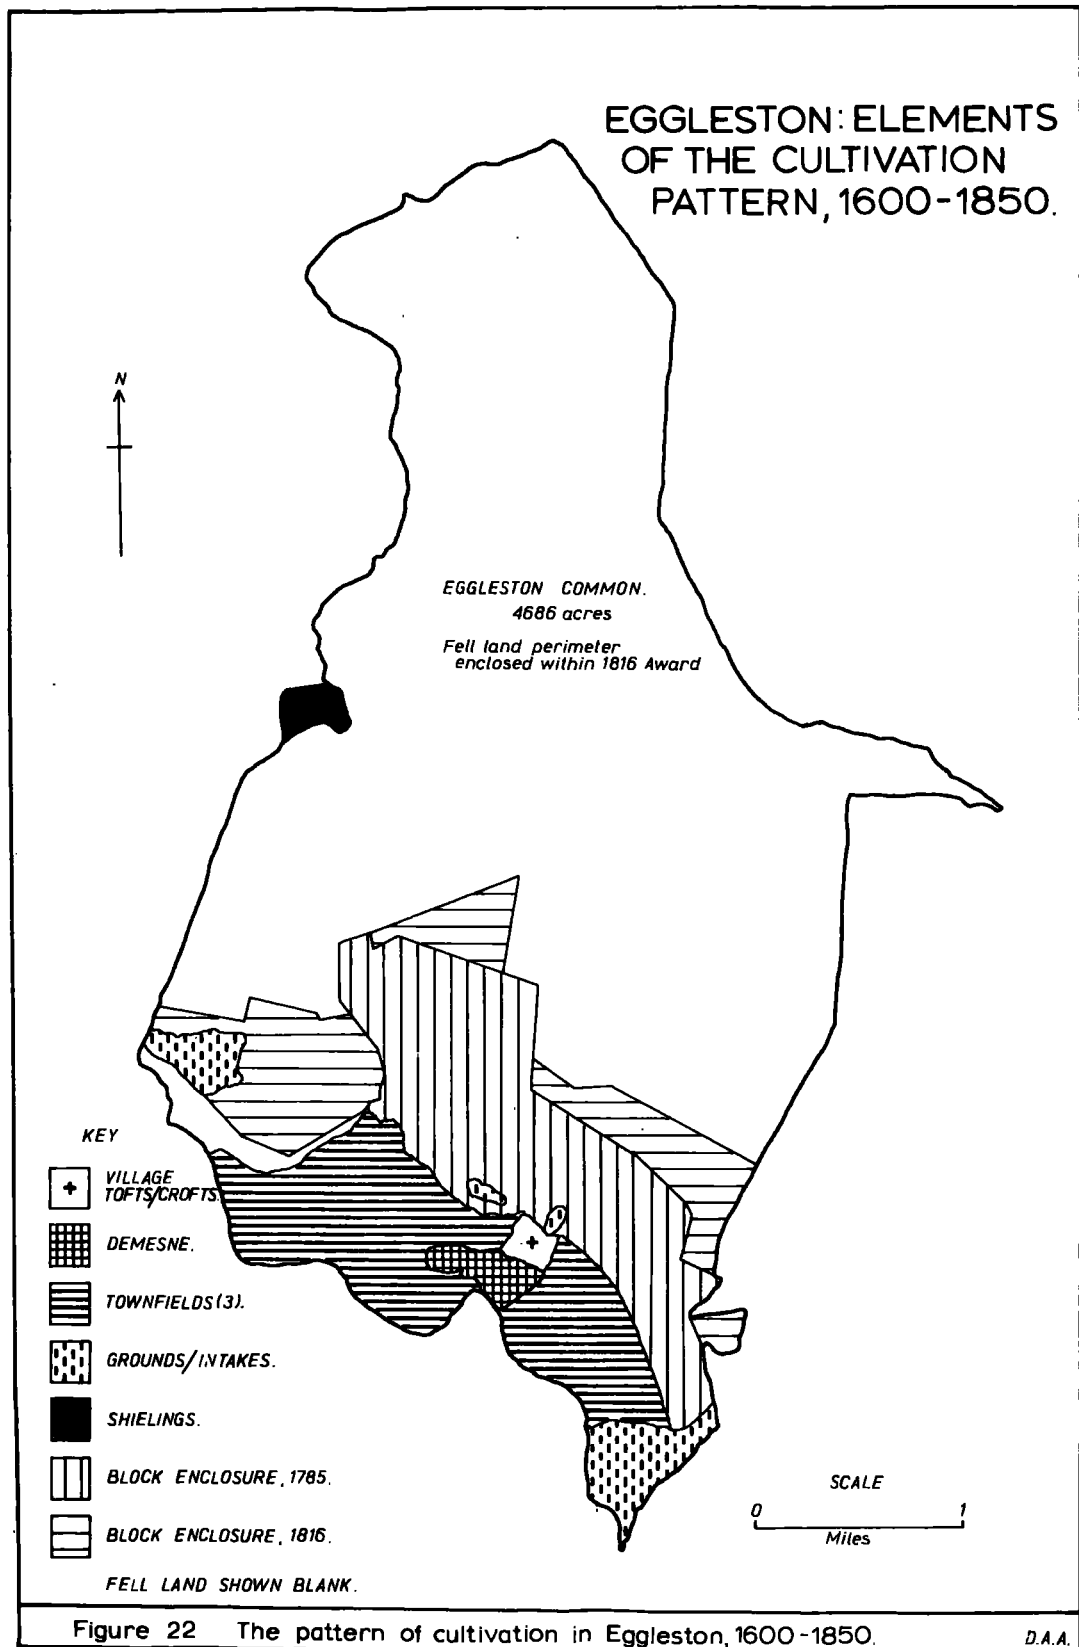 EGGLESTON: ELEMENTS
OF THE CULTIVATION
PATTERN, 1600-1850.
N
EGGLESTON COMMON.
4686 acres
Fell land perimeter
enclosed within 1816 Award
KEY
VILLAGE
TOFTS/CROFTS.
DEMESNE.
TOWNFIELDS (3).
GROUNDS/INTAKES.
SHIELINGS.
BLOCK ENCLOSURE, 1785.
BLOCK ENCLOSURE, 1816.
FELL LAND SHOWN BLANK.
SCALE
0 1
Miles
Figure 22 The pattern of cultivation in Eggleston, 1600-1850. D.A.A.